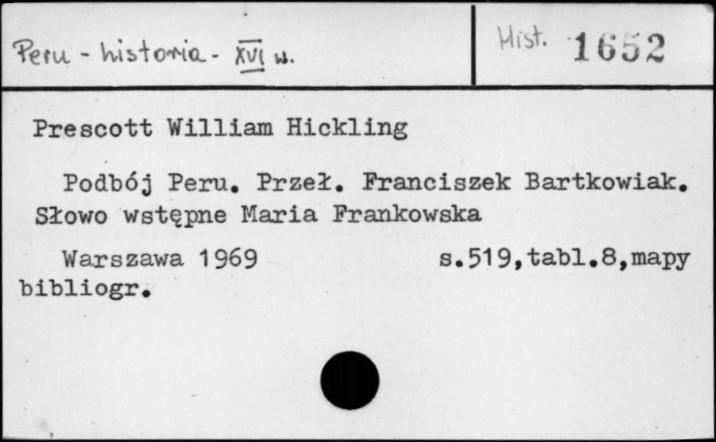 Peru - historia - XVI w.
Hist. 1652
Prescott William Hickling
Podbój Peru. Przeł. Franciszek Bartkowiak.
Słowo wstępne Maria Frankowska
Warszawa 1969 s.519,tabl.8,mapy
bibliogr.